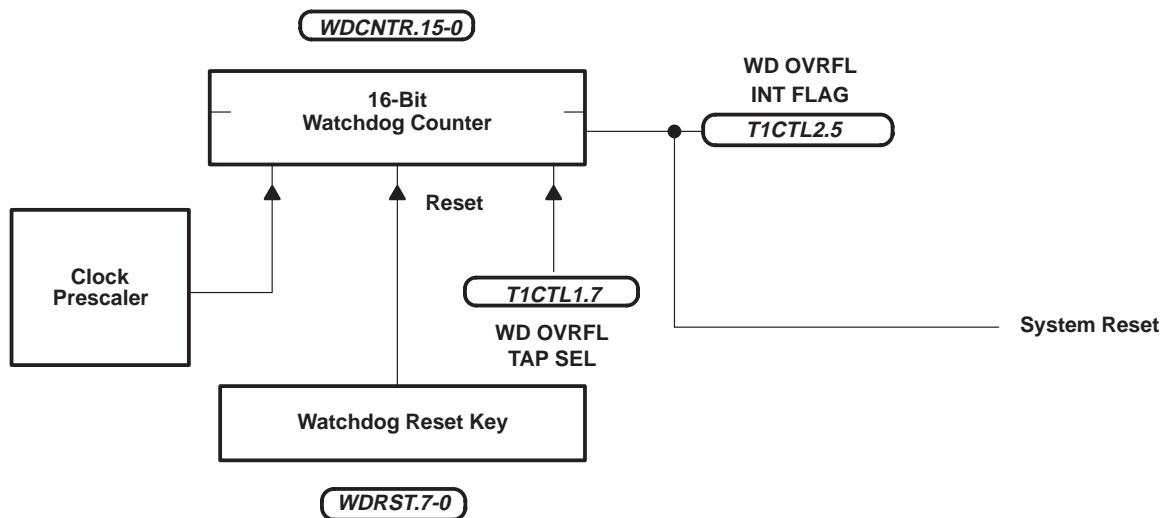 WDCNTR.15-0
16-Bit
Watchdog Counter
WD OVRFL
INT FLAG
T1CTL2.5
Reset
Clock
Prescaler
T1CTL1.7
WD OVRFL
TAP SEL
System Reset
Watchdog Reset Key
WDRST.7-0